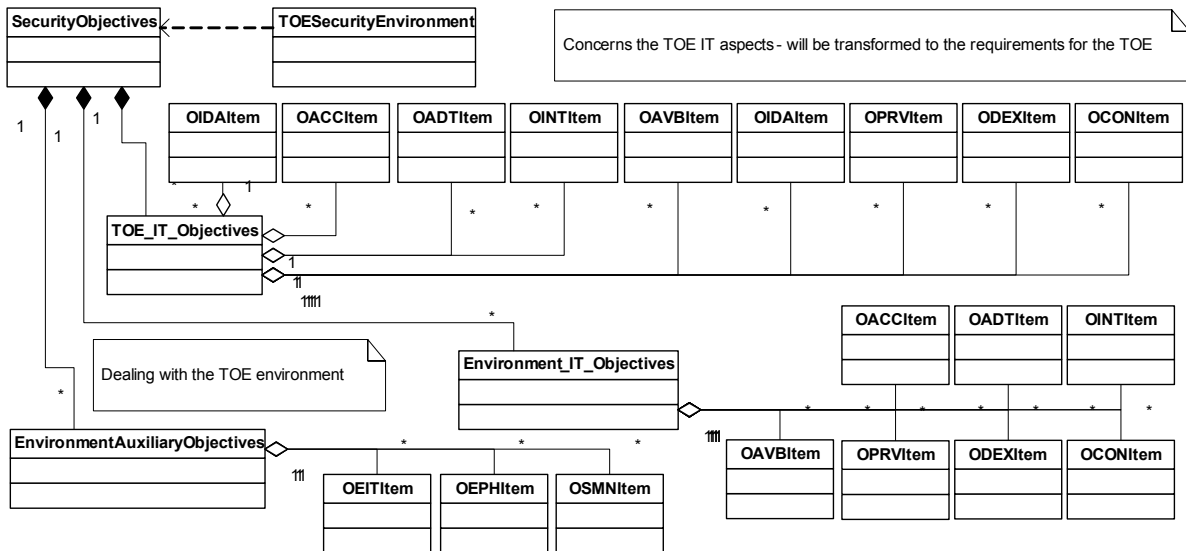 SecurityObjectives
TOESecurityEnvironment
Concerns the TOE IT aspects - will be transformed to the requirements for the TOE
1
1
1
OIDAItem
OACCItem
OADTItem
OINTItem
OAVBItem
OIDAItem
OPRVItem
ODEXItem
OCONItem
*
1
*
*
*
*
*
*
*
*
*
TOE_IT_Objectives
1
11
11111
*
OACCItem
OADTItem
OINTItem
Dealing with the TOE environment
Environment_IT_Objectives
*
*
*
*
*
*
*
*
1111
EnvironmentAuxiliaryObjectives
*
*
*
111
OAVBItem
OPRVItem
ODEXItem
OCONItem
OEITItem
OEPHItem
OSMNItem